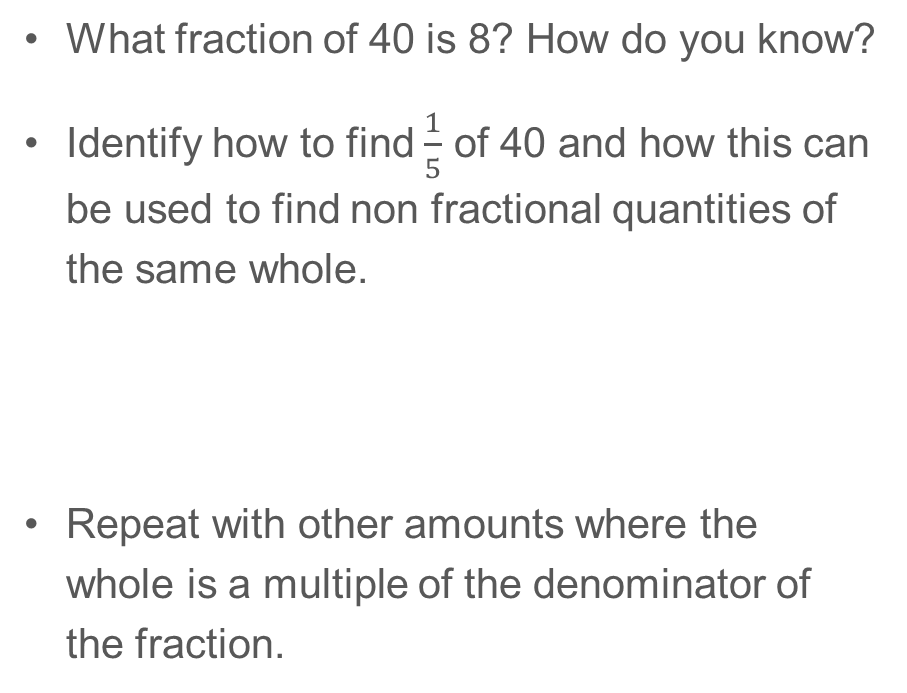 • What fraction of 40 is 8? How do you know?
• Identify how to find 1/5 of 40 and how this can
be used to find non fractional quantities of
the same whole.
• Repeat with other amounts where the
whole is a multiple of the denominator of
the fraction.